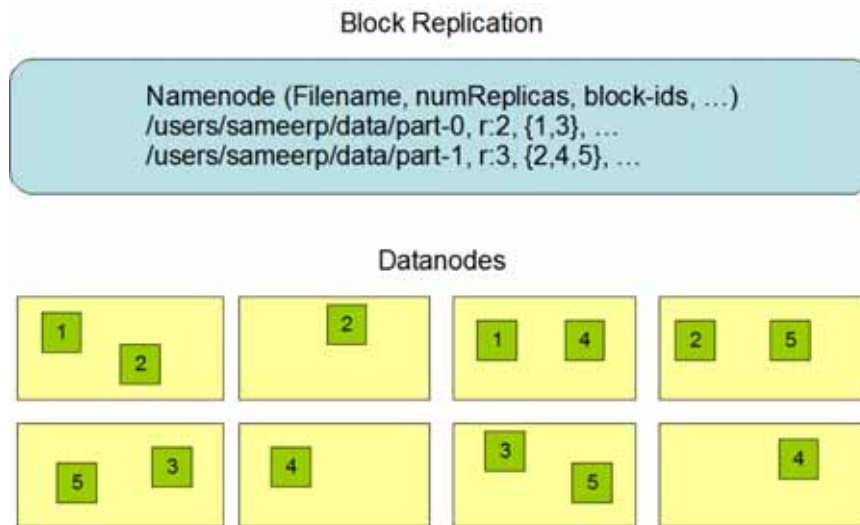 Block Replication
Namenode (Filename, numReplicas, block-ids, …)
/users/sameerp/data/part-0, r:2, {1,3}, …
/users/sameerp/data/part-1, r:3, {2,4,5}, …
Datanodes
1
2
2
1 4
2 5
5 3
4
3
5
4